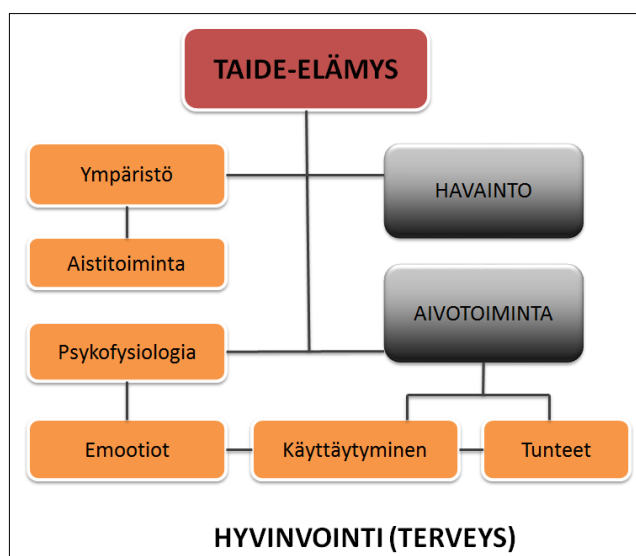 TAIDE-ELÄMYS
Ympäristö
HAVAINTO
Aistitoiminta
AIVOTOIMINTA
Psykofysiologia
Emootiot
Käyttäytyminen
Tunteet
HYVINVOINTI (TERVEYS)